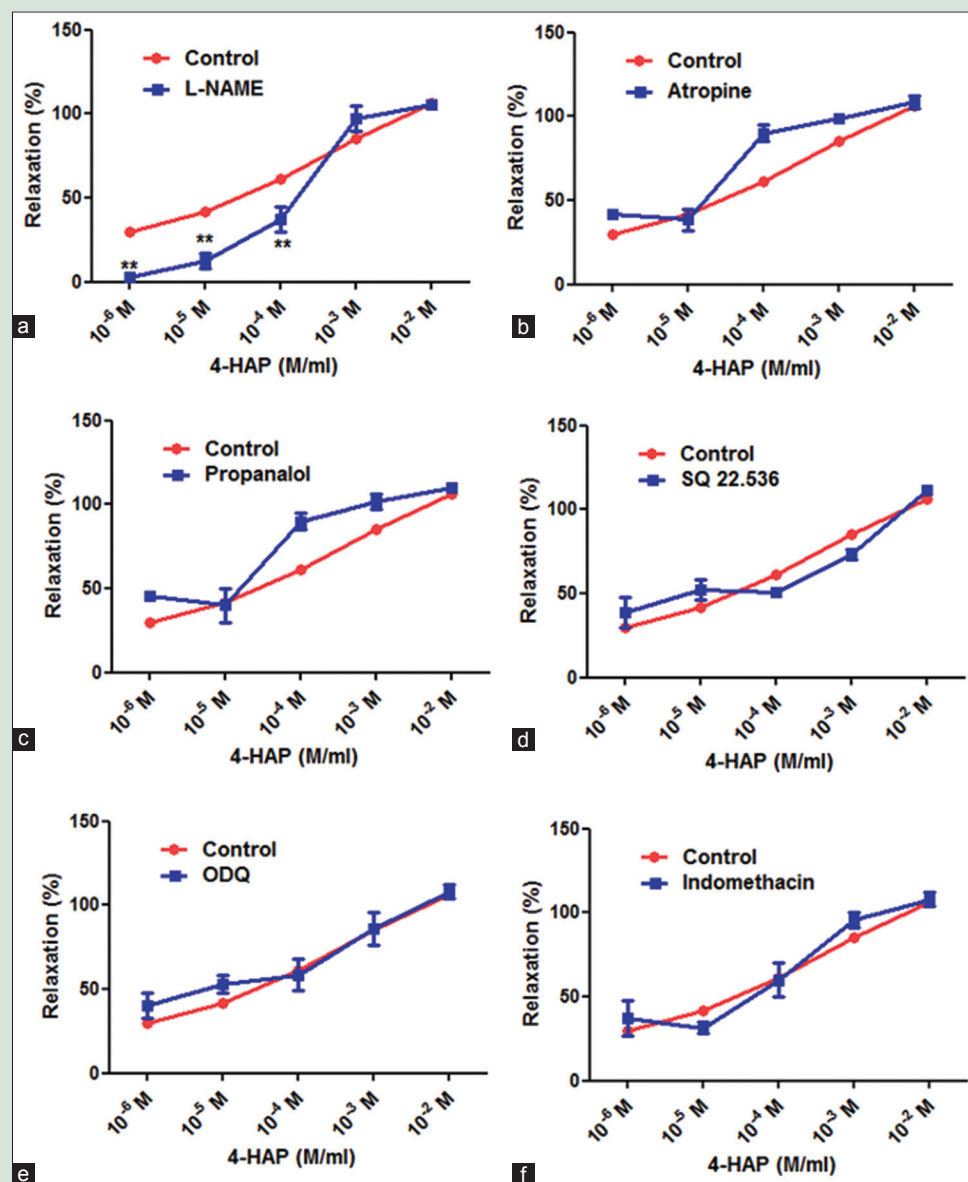 150
Control
L-NAME
100
Relaxation (%)
50
**
**
**
0
10⁻⁶ M
10⁻⁵ M
10⁻⁴ M
10⁻³ M
10⁻² M
4-HAP (M/ml)
a
150
Control
Atropine
100
Relaxation (%)
50
0
10⁻⁶ M
10⁻⁵ M
10⁻⁴ M
10⁻³ M
10⁻² M
4-HAP (M/ml)
b
150
Control
Propanalol
100
Relaxation (%)
50
0
10⁻⁶ M
10⁻⁵ M
10⁻⁴ M
10⁻³ M
10⁻² M
4-HAP (M/ml)
c
150
Control
SQ 22.536
100
Relaxation (%)
50
0
10⁻⁶ M
10⁻⁵ M
10⁻⁴ M
10⁻³ M
10⁻² M
4-HAP (M/ml)
d
150
Control
ODQ
100
Relaxation (%)
50
0
10⁻⁶ M
10⁻⁵ M
10⁻⁴ M
10⁻³ M
10⁻² M
4-HAP (M/ml)
e
150
Control
Indomethacin
100
Relaxation (%)
50
0
10⁻⁶ M
10⁻⁵ M
10⁻⁴ M
10⁻³ M
10⁻² M
4-HAP (M/ml)
f